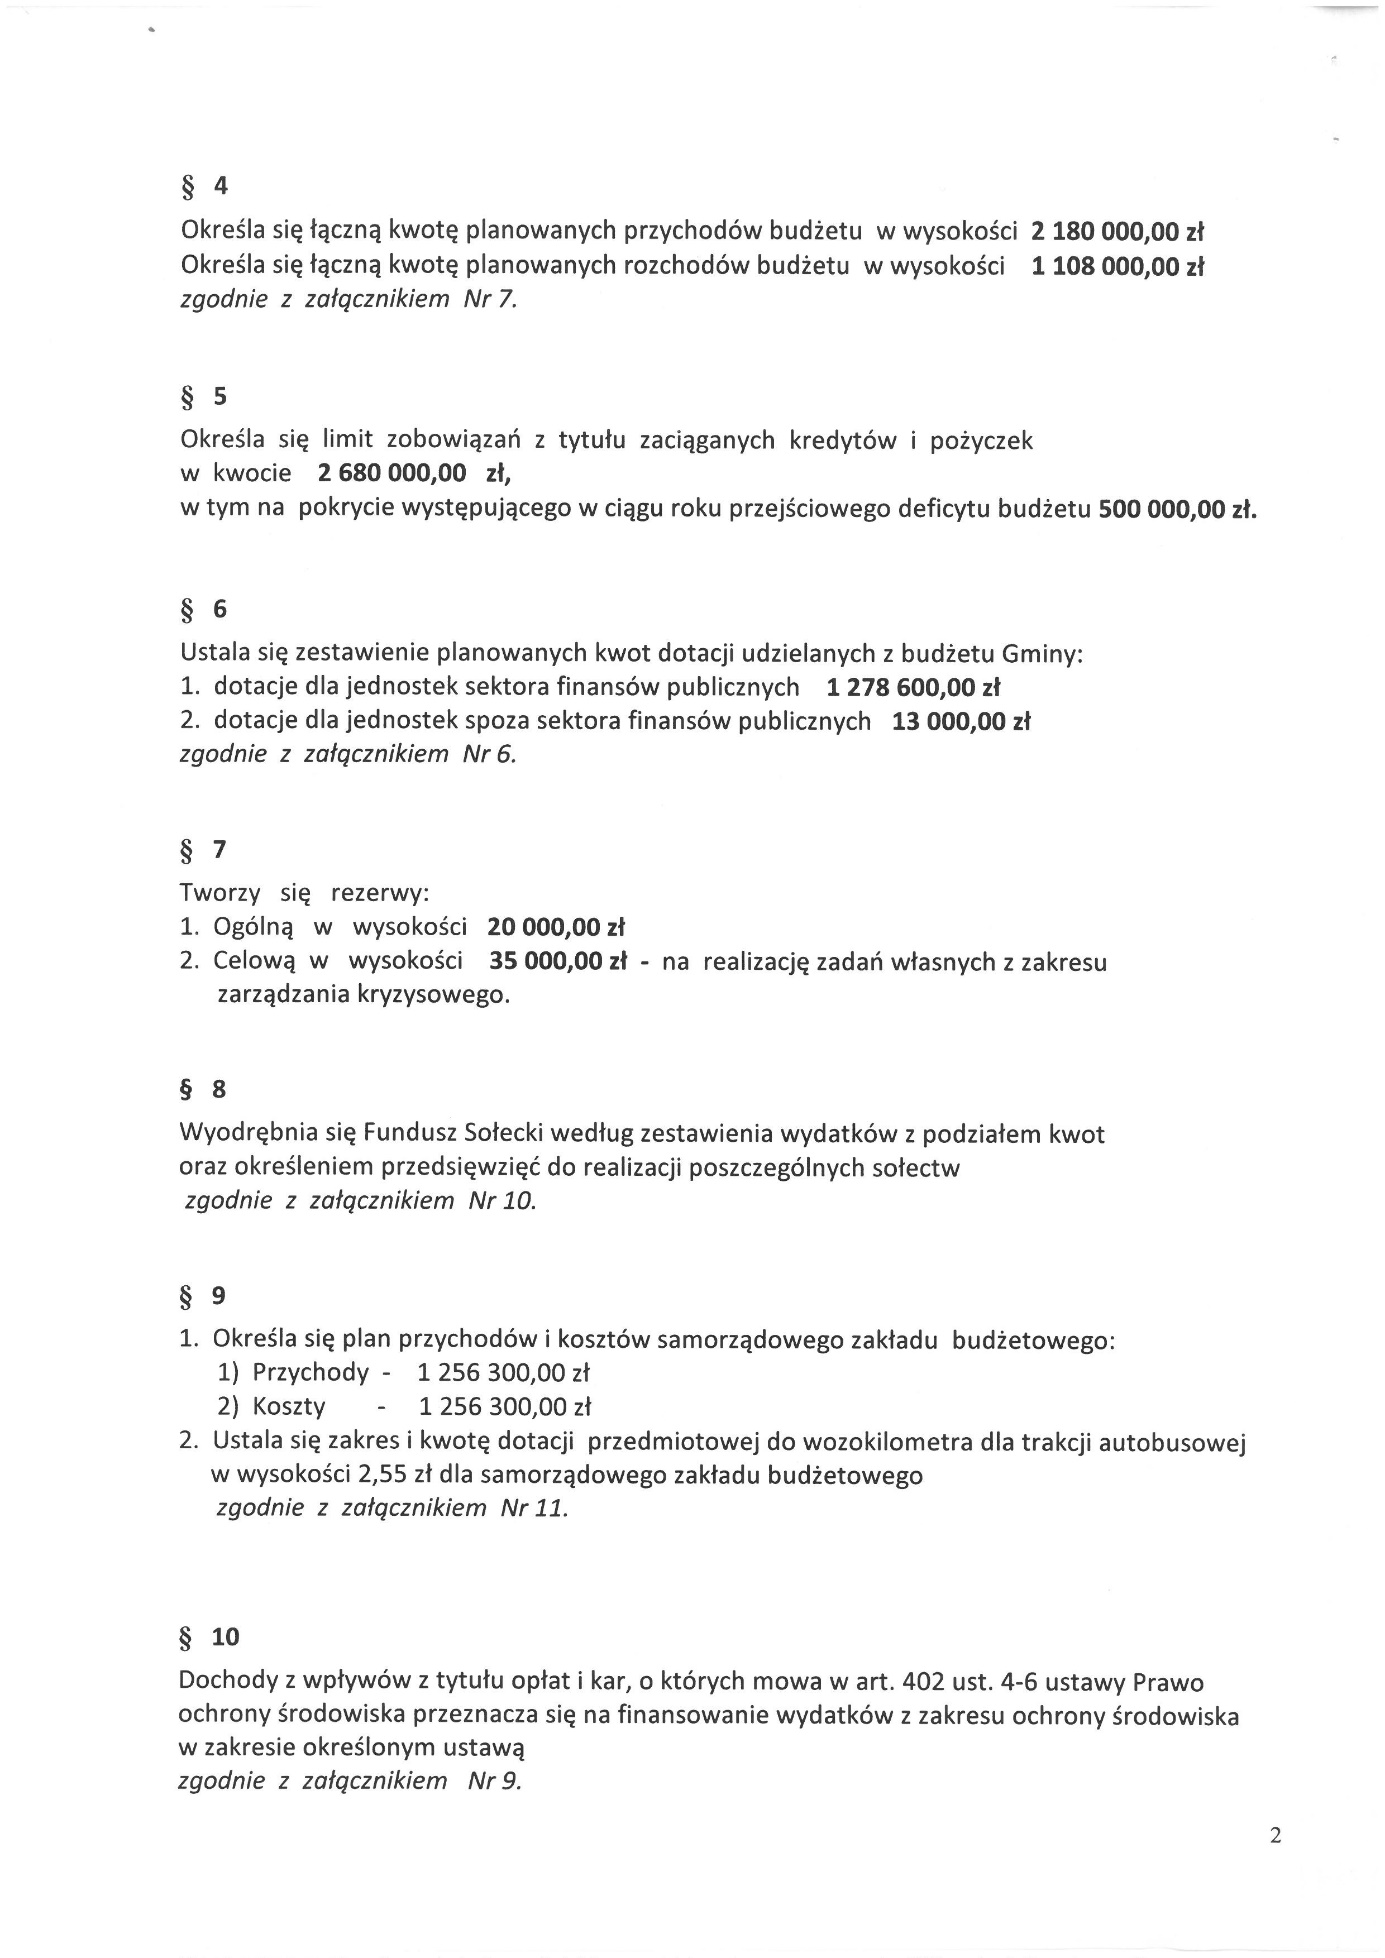 § 4
Określa się łączną kwotę planowanych przychodów budżetu w wysokości 2 180 000,00 zł
Określa się łączną kwotę planowanych rozchodów budżetu w wysokości 1 108 000,00 zł
zgodnie z załącznikiem Nr 7.
§ 5
Określa się limit zobowiązań z tytułu zaciąganych kredytów i pożyczek
w kwocie 2 680 000,00 zł,
w tym na pokrycie występującego w ciągu roku przejściowego deficytu budżetu 500 000,00 zł.
§ 6
Ustala się zestawienie planowanych kwot dotacji udzielanych z budżetu Gminy:
1. dotacje dla jednostek sektora finansów publicznych 1 278 600,00 zł
2. dotacje dla jednostek spoza sektora finansów publicznych 13 000,00 zł
zgodnie z załącznikiem Nr 6.
§ 7
Tworzy się rezerwy:
1. Ogólną w wysokości 20 000,00 zł
2. Celową w wysokości 35 000,00 zł - na realizację zadań własnych z zakresu
zarządzania kryzysowego.
§ 8
Wyodrębnia się Fundusz Sołecki według zestawienia wydatków z podziałem kwot
oraz określeniem przedsięwzięć do realizacji poszczególnych sołectw
zgodnie z załącznikiem Nr 10.
§ 9
1. Określa się plan przychodów i kosztów samorządowego zakładu budżetowego:
1) Przychody - 1 256 300,00 zł
2) Koszty - 1 256 300,00 zł
2. Ustala się zakres i kwotę dotacji przedmiotowej do wozokilometra dla trakcji autobusowej
w wysokości 2,55 zł dla samorządowego zakładu budżetowego
zgodnie z załącznikiem Nr 11.
§ 10
Dochody z wpływów z tytułu opłat i kar, o których mowa w art. 402 ust. 4-6 ustawy Prawo
ochrony środowiska przeznacza się na finansowanie wydatków z zakresu ochrony środowiska
w zakresie określonym ustawą
zgodnie z załącznikiem Nr 9.
2